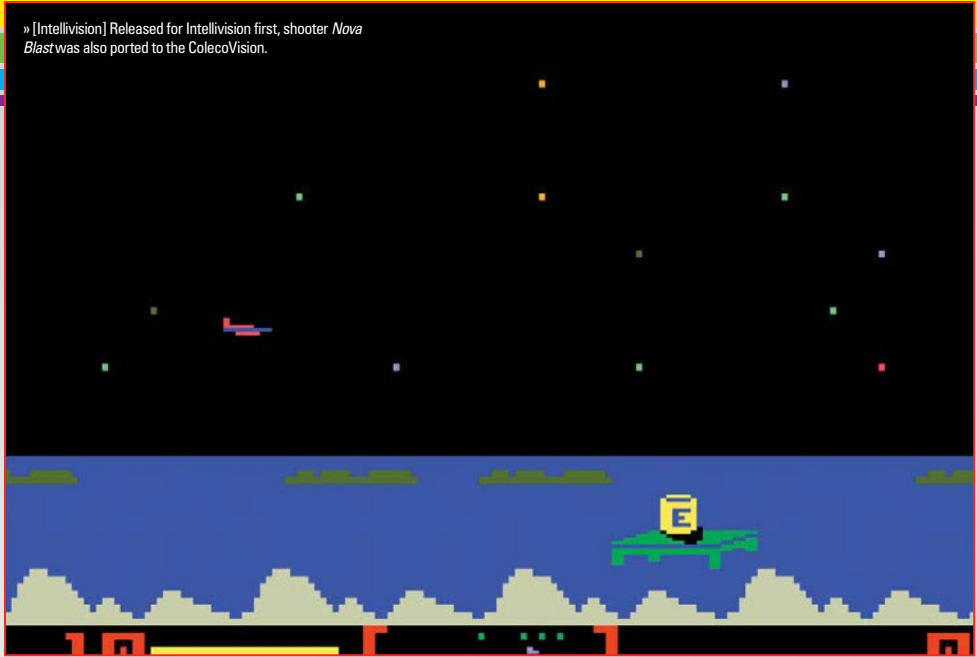 » [Intellivision] Released for Intellivision first, shooter Nova
Blast was also ported to the ColecoVision.
E